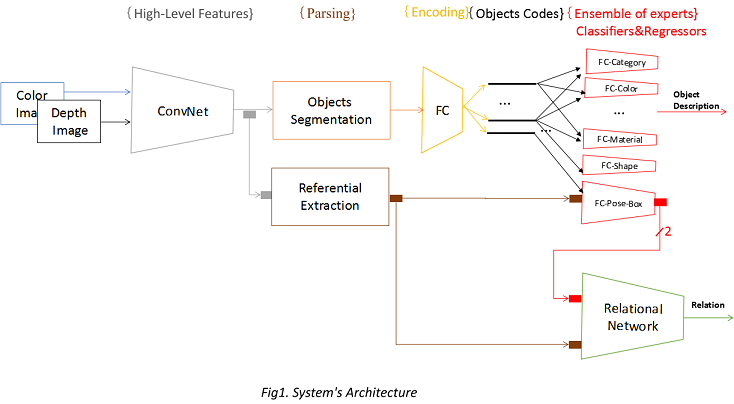 {High-Level Features}
{Parsing}
{Encoding}
{Objects Codes}
{Ensemble of experts}
Classifiers&Regressors
Color
Image
Depth
Image
ConvNet
Objects
Segmentation
FC
...
...
FC-Category
FC-Color
...
FC-Material
FC-Shape
FC-Pose-Box
Object
Description
Referential
Extraction
2
Relational
Network
Relation
Fig1. System's Architecture